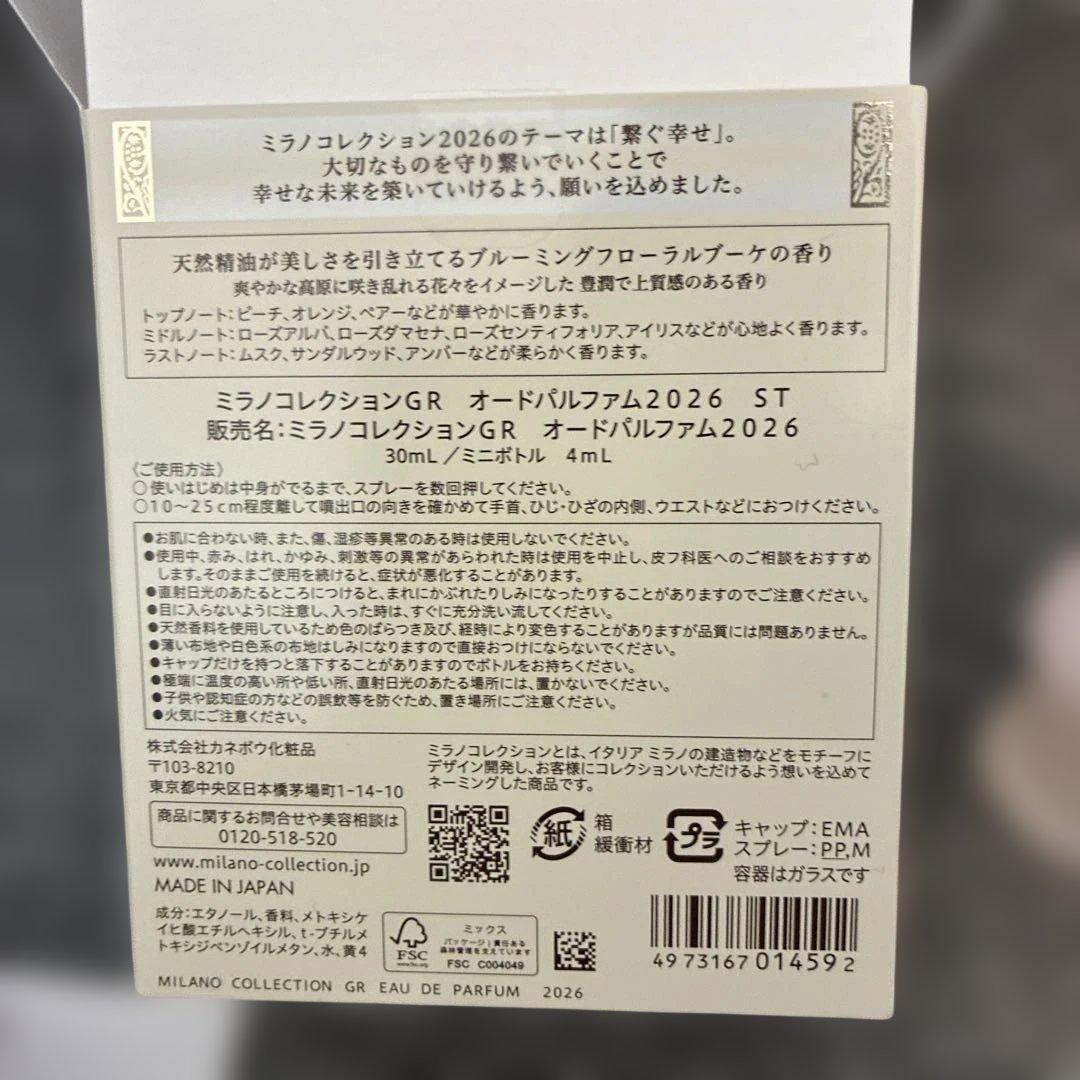 ミラノコレクション2026のテーマは「繋ぐ幸せ」。
大切なものを守り繋いでいくことで
幸せな未来を築いていけるよう、願いを込めました。
天然精油が美しさを引き立てるブルーミングフローラルブーケの香り
爽やかな高原に咲き乱れる花々をイメージした 豊潤で上質感のある香り
トップノート：ピーチ、オレンジ、ペアーなどが華やかに香ります。
ミドルノート：ローズアルバ、ローズダマセナ、ローズセンティフォリア、アイリスなどが心地よく香ります。
ラストノート：ムスク、サンダルウッド、アンバーなどが柔らかく香ります。
ミラノコレクションGR オードパルファム2026 ST
販売名：ミラノコレクションGR オードパルファム2026
30mL／ミニボトル 4mL
〈ご使用方法〉
○使いはじめは中身がでるまで、スプレーを数回押してください。
○10〜25cm程度離して噴出口の向きを確かめて手首、ひじ・ひざの内側、ウエストなどにおつけください。
●お肌に合わない時、また、傷、湿疹等異常のある時は使用しないでください。
●使用中、赤み、はれ、かゆみ、刺激等の異常があらわれた時は使用を中止し、皮フ科医へのご相談をおすすめ
します。そのままご使用を続けると、症状が悪化することがあります。
●直射日光のあたるところにつけると、まれにかぶれたりしみになったりすることがありますのでご注意ください。
●目に入らないように注意し、入った時は、すぐに充分洗い流してください。
●天然香料を使用しているため色のばらつき及び、経時により変色することがありますが品質には問題ありません。
●薄い布地や白色系の布地はしみになりますので直接おつけにならないでください。
●キャップだけを持つと落下することがありますのでボトルをお持ちください。
●極端に温度の高い所や低い所、直射日光のあたる場所には、置かないでください。
●子供や認知症の方などの誤飲等を防ぐため、置き場所にご注意ください。
●火気にご注意ください。
株式会社カネボウ化粧品
〒103-8210
東京都中央区日本橋茅場町1-14-10
商品に関するお問合せや美容相談は
0120-518-520
www.milano-collection.jp
MADE IN JAPAN
ミラノコレクションとは、イタリア ミラノの建造物などをモチーフに
デザイン開発し、お客様にコレクションいただけるよう想いを込めて
ネーミングした商品です。
紙
箱
緩衝材
プラ
キャップ：EMA
スプレー：PP,M
容器はガラスです
成分：エタノール、香料、メトキシケ
イヒ酸エチルヘキシル、t-ブチルメ
トキシジベンゾイルメタン、水、黄4
FSC
www.fsc.org
ミックス
パッケージ｜責任ある
森林管理を支えています
FSC C004049
4973167014592
MILANO COLLECTION GR EAU DE PARFUM 2026